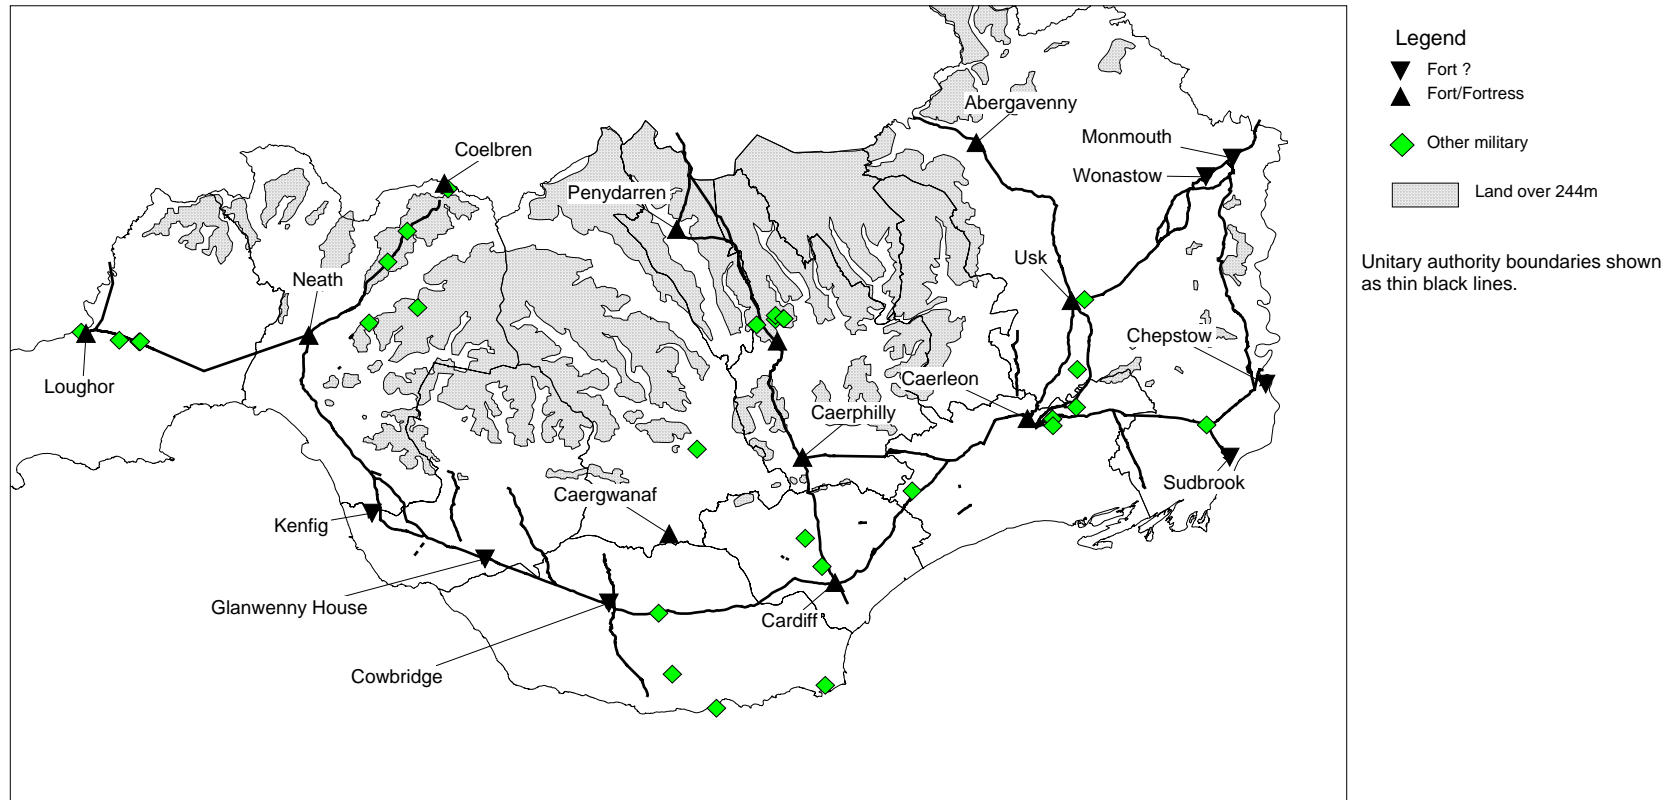 Legend
Fort ?
Fort/Fortress
Other military
Land over 244m
Unitary authority boundaries shown
as thin black lines.
Abergavenny
Monmouth
Coelbren
Wonastow
Penydarren
Usk
Neath
Chepstow
Loughor
Caerleon
Caerphilly
Sudbrook
Caergwanaf
Kenfig
Glanwenny House
Cardiff
Cowbridge